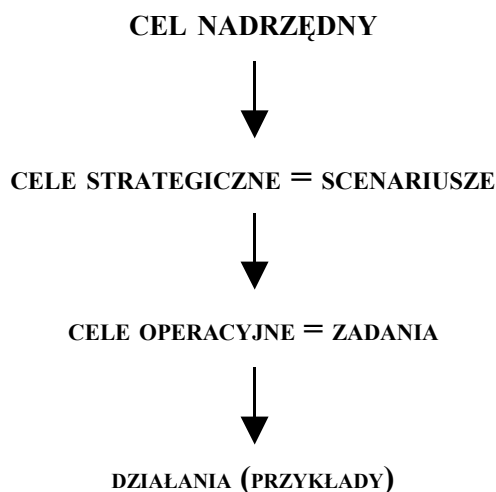 CEL NADRZĘDNY
CELE STRATEGICZNE = SCENARIUSZE
CELE OPERACYJNE = ZADANIA
DZIAŁANIA (PRZYKŁADY)